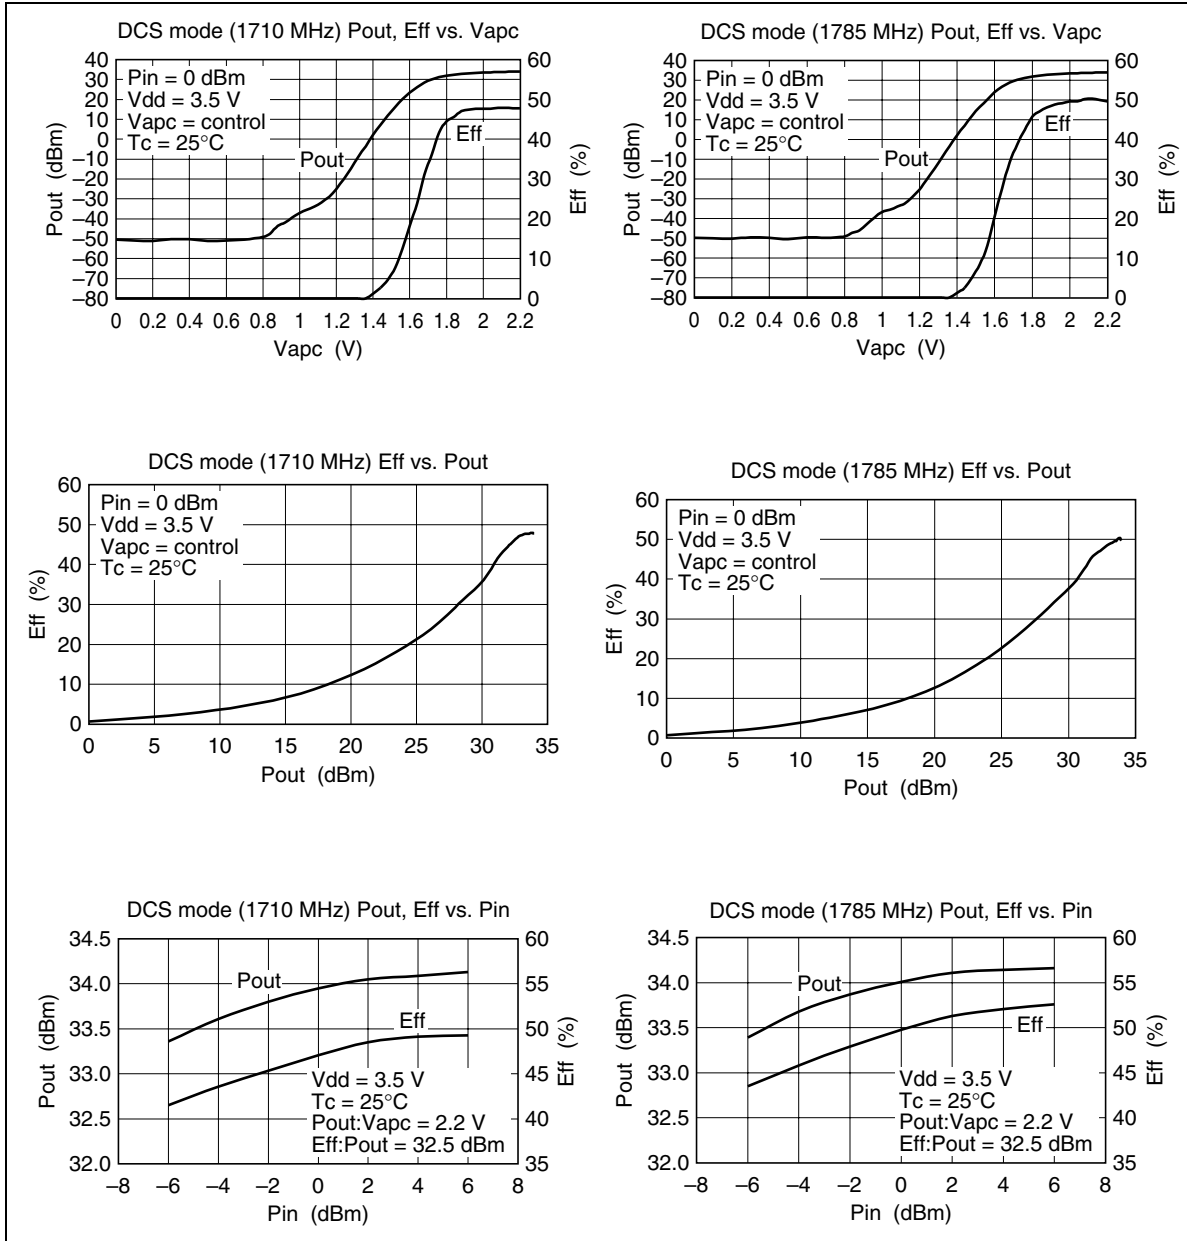 DCS mode (1710 MHz) Pout, Eff vs. Vapc
40
30
20
10
0
–10
–20
–30
–40
–50
–60
–70
–80
Pout (dBm)
Pin = 0 dBm
Vdd = 3.5 V
Vapc = control
Tc = 25°C
Pout
Eff
60
50
40
30
20
10
0
Eff (%)
0 0.2 0.4 0.6 0.8 1 1.2 1.4 1.6 1.8 2 2.2
Vapc (V)
DCS mode (1785 MHz) Pout, Eff vs. Vapc
40
30
20
10
0
–10
–20
–30
–40
–50
–60
–70
–80
Pout (dBm)
Pin = 0 dBm
Vdd = 3.5 V
Vapc = control
Tc = 25°C
Pout
Eff
60
50
40
30
20
10
0
Eff (%)
0 0.2 0.4 0.6 0.8 1 1.2 1.4 1.6 1.8 2 2.2
Vapc (V)
DCS mode (1710 MHz) Eff vs. Pout
60
50
40
30
20
10
0
Eff (%)
Pin = 0 dBm
Vdd = 3.5 V
Vapc = control
Tc = 25°C
0 5 10 15 20 25 30 35
Pout (dBm)
DCS mode (1785 MHz) Eff vs. Pout
60
50
40
30
20
10
0
Eff (%)
Pin = 0 dBm
Vdd = 3.5 V
Vapc = control
Tc = 25°C
0 5 10 15 20 25 30 35
Pout (dBm)
DCS mode (1710 MHz) Pout, Eff vs. Pin
34.5
34.0
33.5
33.0
32.5
32.0
Pout (dBm)
Pout
Eff
Vdd = 3.5 V
Tc = 25°C
Pout:Vapc = 2.2 V
Eff:Pout = 32.5 dBm
60
55
50
45
40
35
Eff (%)
–8 –6 –4 –2 0 2 4 6 8
Pin (dBm)
DCS mode (1785 MHz) Pout, Eff vs. Pin
34.5
34.0
33.5
33.0
32.5
32.0
Pout (dBm)
Pout
Eff
Vdd = 3.5 V
Tc = 25°C
Pout:Vapc = 2.2 V
Eff:Pout = 32.5 dBm
60
55
50
45
40
35
Eff (%)
–8 –6 –4 –2 0 2 4 6 8
Pin (dBm)